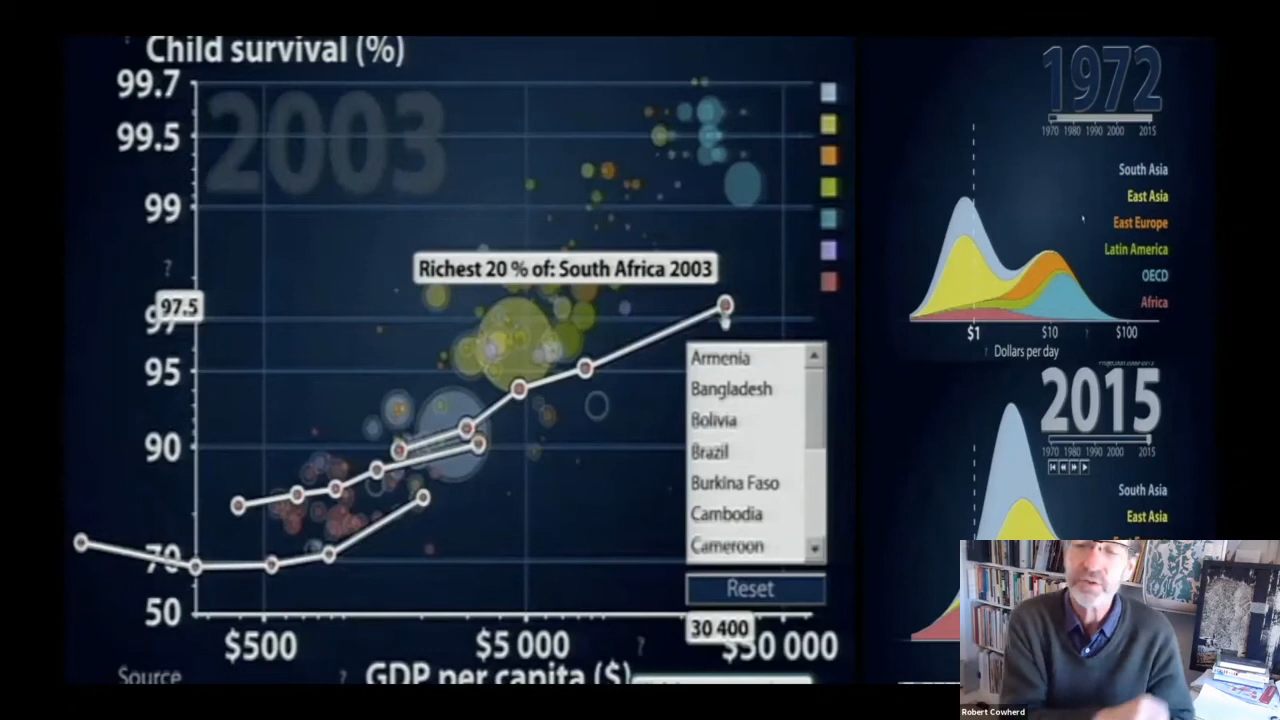 Child survival (%)
99.7
99.5
99
?
97.5
97
95
90
70
50
2003
Richest 20 % of: South Africa 2003
Armenia
Bangladesh
Bolivia
Brazil
Burkina Faso
Cambodia
Cameroon
Reset
30 400
$500
$5 000
?
$50 000
Source
?
GDP per capita ($)
1972
1970 1980 1990 2000 2015
South Asia
East Asia
East Europe
Latin America
OECD
Africa
$1
$10
?
$100
? Dollars per day
2015
1970 1980 1990 2000 2015
South Asia
East Asia
Robert Cowherd